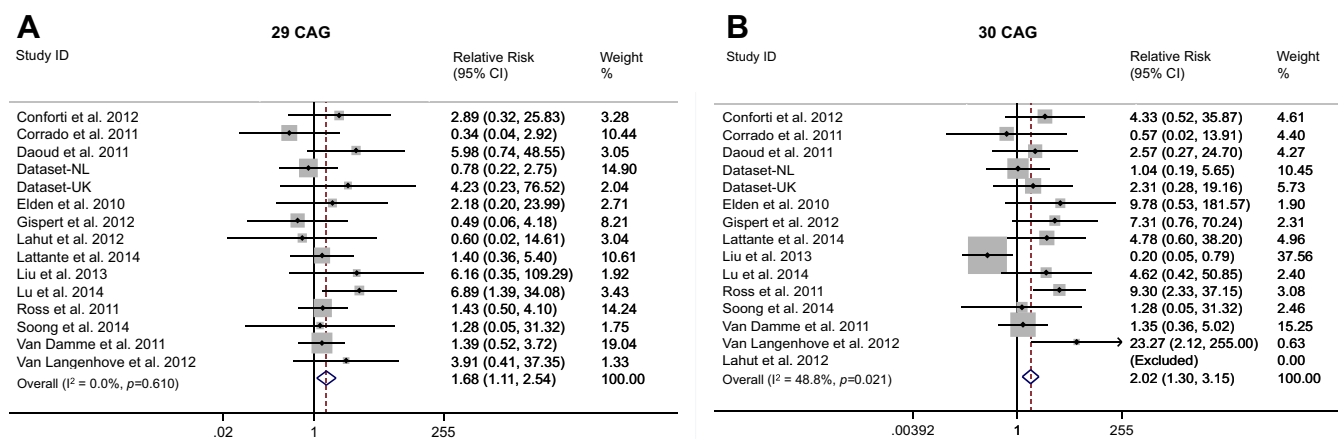 A
29 CAG
Study ID
Relative Risk (95% CI)
Weight %
Conforti et al. 2012 2.89 (0.32, 25.83) 3.28
Corrado et al. 2011 0.34 (0.04, 2.92) 10.44
Daoud et al. 2011 5.98 (0.74, 48.55) 3.05
Dataset-NL 0.78 (0.22, 2.75) 14.90
Dataset-UK 4.23 (0.23, 76.52) 2.04
Elden et al. 2010 2.18 (0.20, 23.99) 2.71
Gispert et al. 2012 0.49 (0.06, 4.18) 8.21
Lahut et al. 2012 0.60 (0.02, 14.61) 3.04
Lattante et al. 2014 1.40 (0.36, 5.40) 10.61
Liu et al. 2013 6.16 (0.35, 109.29) 1.92
Lu et al. 2014 6.89 (1.39, 34.08) 3.43
Ross et al. 2011 1.43 (0.50, 4.10) 14.24
Soong et al. 2014 1.28 (0.05, 31.32) 1.75
Van Damme et al. 2011 1.39 (0.52, 3.72) 19.04
Van Langenhove et al. 2012 3.91 (0.41, 37.35) 1.33
Overall (I² = 0.0%, p=0.610) 1.68 (1.11, 2.54) 100.00
.02 1 255
B
30 CAG
Study ID
Relative Risk (95% CI)
Weight %
Conforti et al. 2012 4.33 (0.52, 35.87) 4.61
Corrado et al. 2011 0.57 (0.02, 13.91) 4.40
Daoud et al. 2011 2.57 (0.27, 24.70) 4.27
Dataset-NL 1.04 (0.19, 5.65) 10.45
Dataset-UK 2.31 (0.28, 19.16) 5.73
Elden et al. 2010 9.78 (0.53, 181.57) 1.90
Gispert et al. 2012 7.31 (0.76, 70.24) 2.31
Lattante et al. 2014 4.78 (0.60, 38.20) 4.96
Liu et al. 2013 0.20 (0.05, 0.79) 37.56
Lu et al. 2014 4.62 (0.42, 50.85) 2.40
Ross et al. 2011 9.30 (2.33, 37.15) 3.08
Soong et al. 2014 1.28 (0.05, 31.32) 2.46
Van Damme et al. 2011 1.35 (0.36, 5.02) 15.25
Van Langenhove et al. 2012 23.27 (2.12, 255.00) 0.63
Lahut et al. 2012 (Excluded) 0.00
Overall (I² = 48.8%, p=0.021) 2.02 (1.30, 3.15) 100.00
.00392 1 255